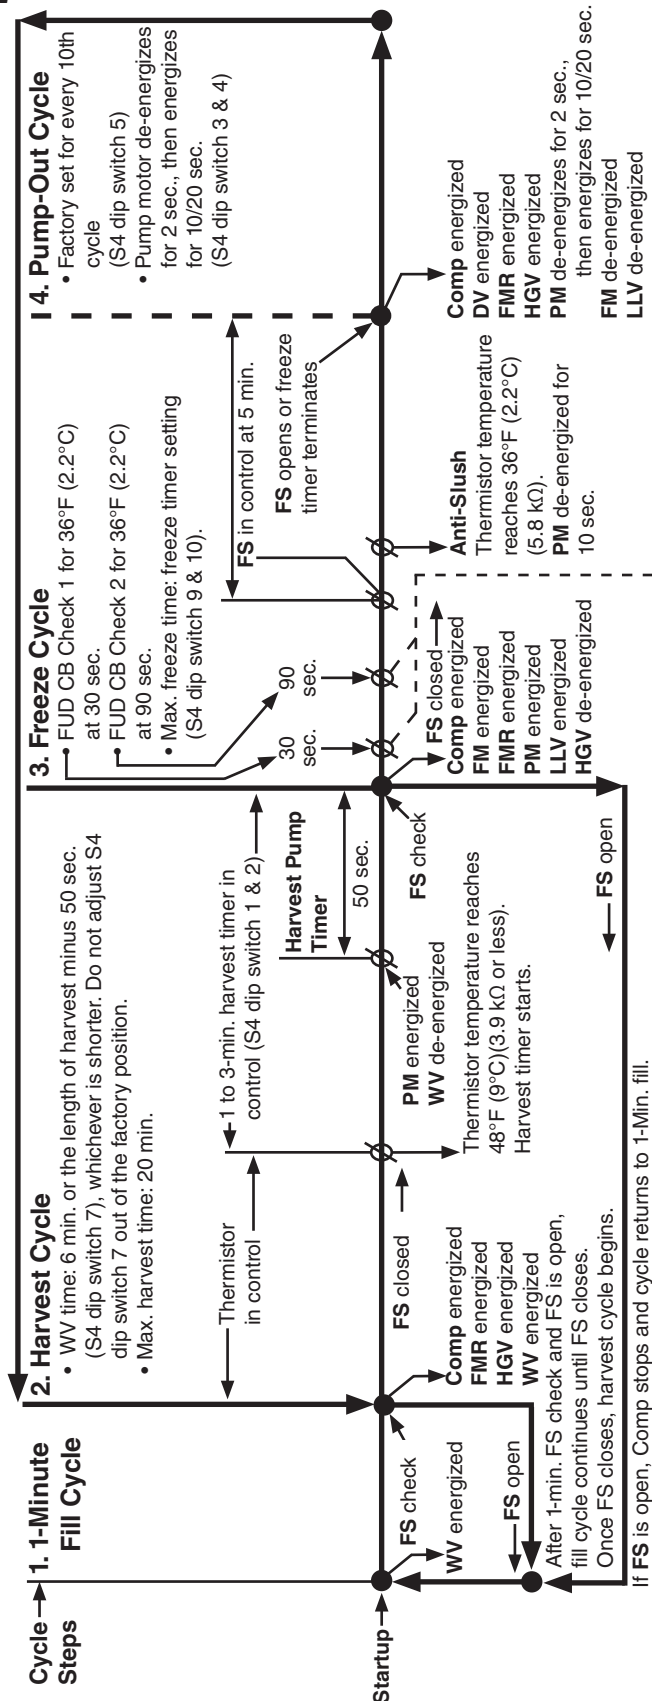 Cycle
Steps
1. 1-Minute
Fill Cycle
2. Harvest Cycle
• WV time: 6 min. or the length of harvest minus 50 sec.
(S4 dip switch 7), whichever is shorter. Do not adjust S4
dip switch 7 out of the factory position.
• Max. harvest time: 20 min.
3. Freeze Cycle
• FUD CB Check 1 for 36°F (2.2°C)
at 30 sec.
• FUD CB Check 2 for 36°F (2.2°C)
at 90 sec.
• Max. freeze time: freeze timer setting
(S4 dip switch 9 & 10).
4. Pump-Out Cycle
• Factory set for every 10th
cycle
(S4 dip switch 5)
• Pump motor de-energizes
for 2 sec., then energizes
for 10/20 sec.
(S4 dip switch 3 & 4)
Thermistor
in control
1 to 3-min. harvest timer in
control (S4 dip switch 1 & 2)
Harvest Pump
Timer
50 sec.
30
sec.
90
sec.
FS in control at 5 min.
FS opens or freeze
timer terminates
Startup
FS check
WV energized
FS closed
Comp energized
FMR energized
HGV energized
WV energized
PM energized
WV de-energized
Thermistor temperature reaches
48°F (9°C)(3.9 kΩ or less).
Harvest timer starts.
FS check
FS closed
Comp energized
FM energized
FMR energized
PM energized
LLV energized
HGV de-energized
Anti-Slush
Thermistor temperature
reaches 36°F (2.2°C)
(5.8 kΩ).
PM de-energized for
10 sec.
Comp energized
DV energized
FMR energized
HGV energized
PM de-energizes for 2 sec.,
then energizes for 10/20 sec.
FM de-energized
LLV de-energized
FS open
After 1-min. FS check and FS is open,
fill cycle continues until FS closes.
Once FS closes, harvest cycle begins.
FS open
If FS is open, Comp stops and cycle returns to 1-Min. fill.